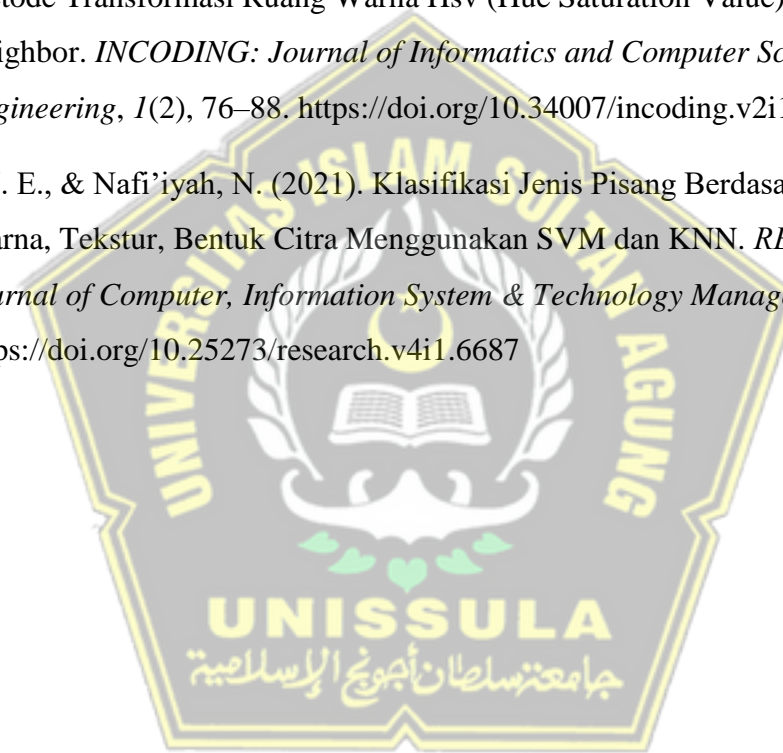 tode Transformasi Ruang Warna Hsv (Hue Saturation Value)
ighbor. INCODING: Journal of Informatics and Computer Sc
gineering, 1(2), 76–88. https://doi.org/10.34007/incoding.v2i1
. E., & Nafi’iyah, N. (2021). Klasifikasi Jenis Pisang Berdasa
arna, Tekstur, Bentuk Citra Menggunakan SVM dan KNN. RE
urnal of Computer, Information System & Technology Manag
ps://doi.org/10.25273/research.v4i1.6687
UNIVERSITAS ISLAM SULTAN AGUNG
UNISSULA
جامعتنسلطان أجونج الإسلامية